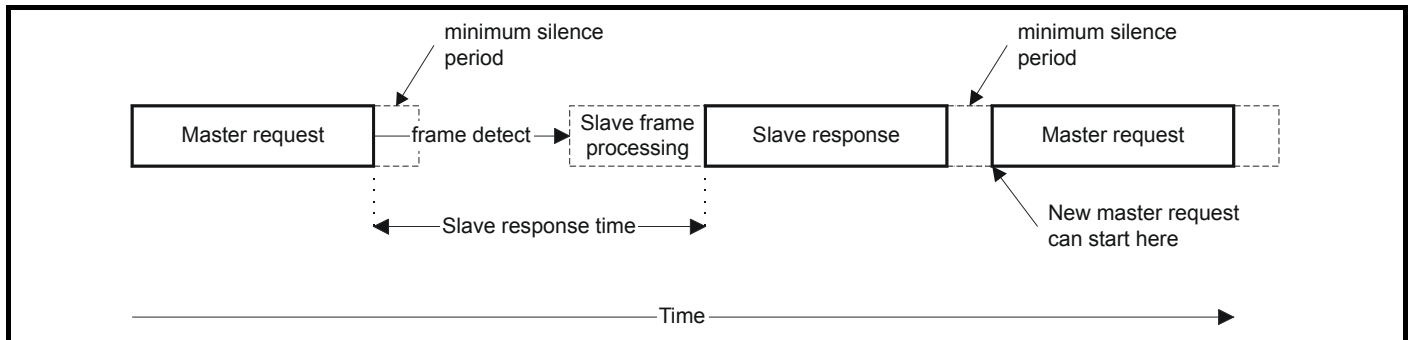 minimum silence
period
minimum silence
period
Master request
frame detect
Slave frame
processing
Slave response
Master request
Slave response time
New master request
can start here
Time